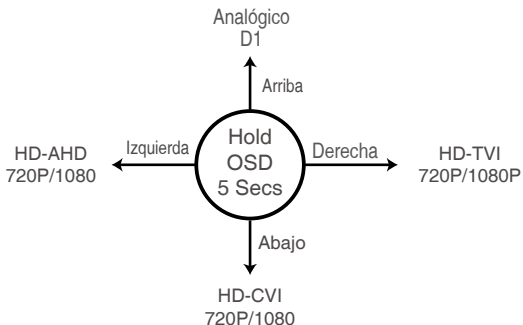 Analógico
D1
Arriba
Hold
OSD
5 Secs
Izquierda
HD-AHD
720P/1080
Derecha
HD-TVI
720P/1080P
Abajo
HD-CVI
720P/1080